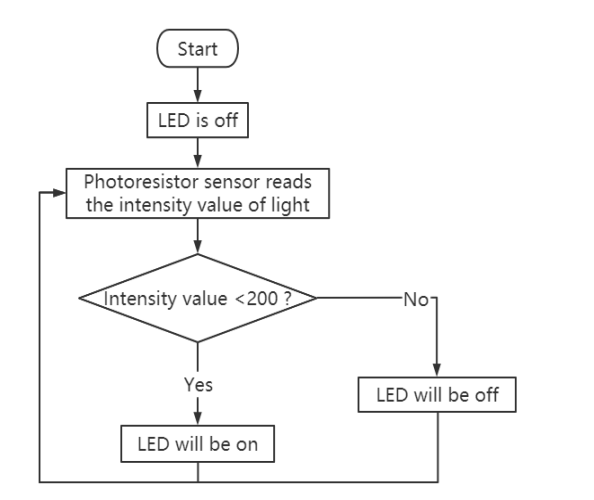 Start
LED is off
Photoresistor sensor reads
the intensity value of light
Intensity value <200 ?
No
Yes
LED will be off
LED will be on